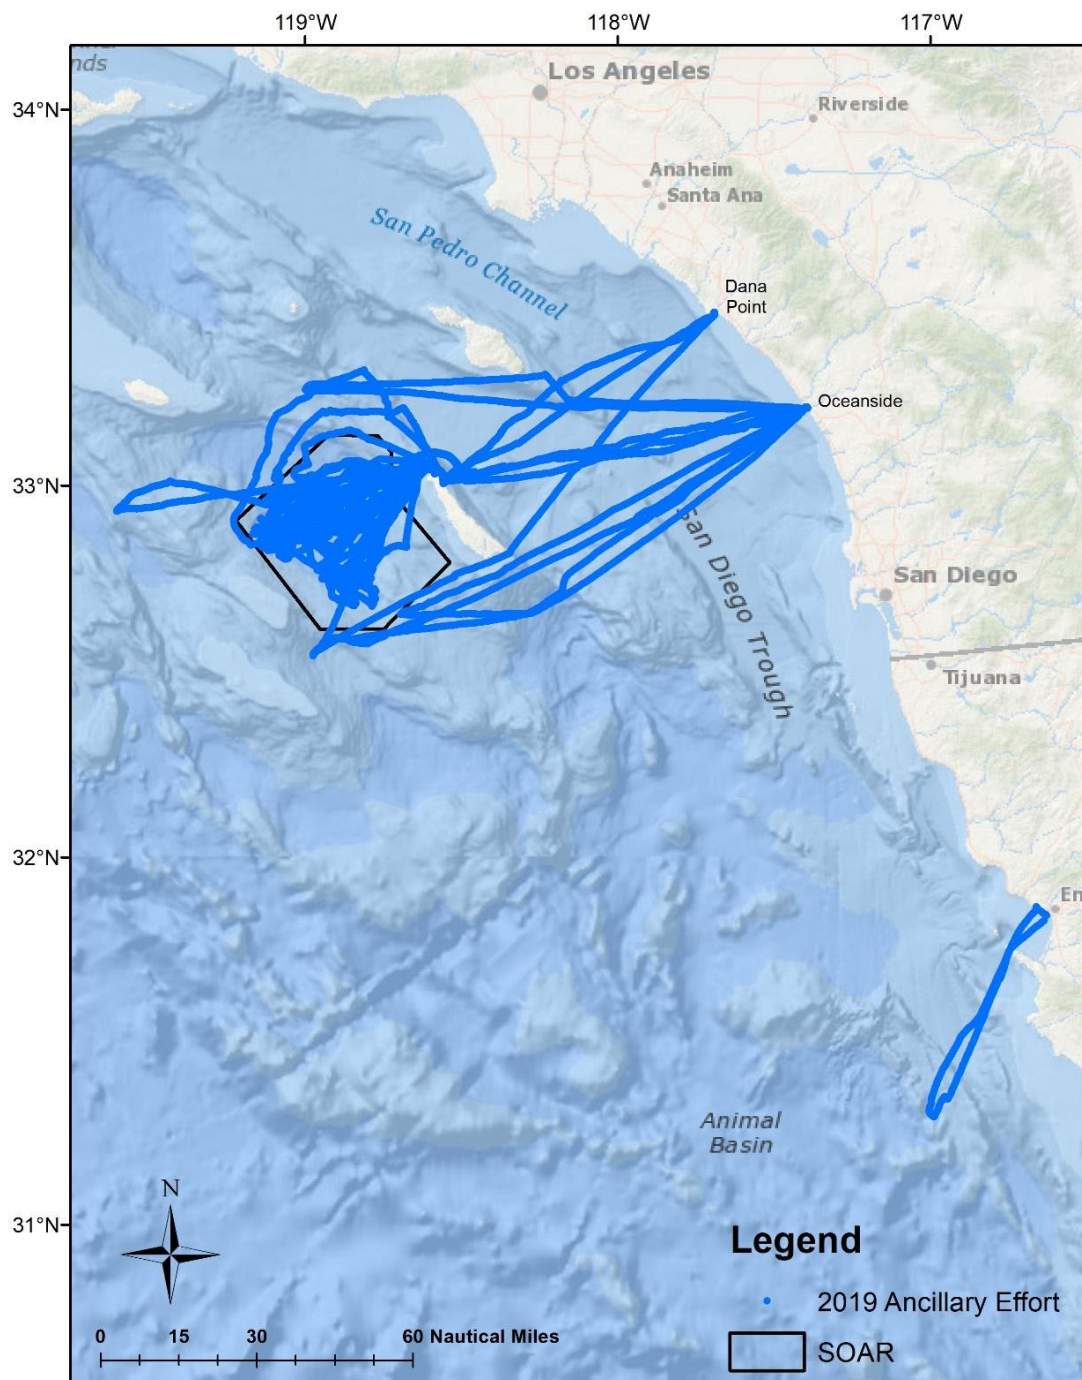 119°W
118°W
117°W
nds
Los Angeles
34°N
Riverside
Anaheim
Santa Ana
San Pedro Channel
Dana
Point
Oceanside
33°N
San Diego Trough
San Diego
Tijuana
32°N
En
Animal
Basin
N
31°N
Legend
2019 Ancillary Effort
0 15 30 60 Nautical Miles
SOAR